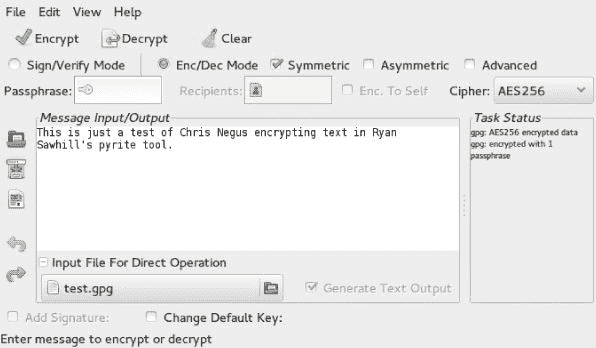 File Edit View Help
Encrypt Decrypt Clear
Sign/Verify Mode Enc/Dec Mode Symmetric Asymmetric Advanced
Passphrase: Recipients: Enc. To Self Cipher: AES256
Message Input/Output
This is just a test of Chris Negus encrypting text in Ryan
Sawhill's pyrite tool.
Task Status
gpg: AES256 encrypted data
gpg: encrypted with 1
passphrase
Input File For Direct Operation
test.gpg Generate Text Output
Add Signature: Change Default Key:
Enter message to encrypt or decrypt